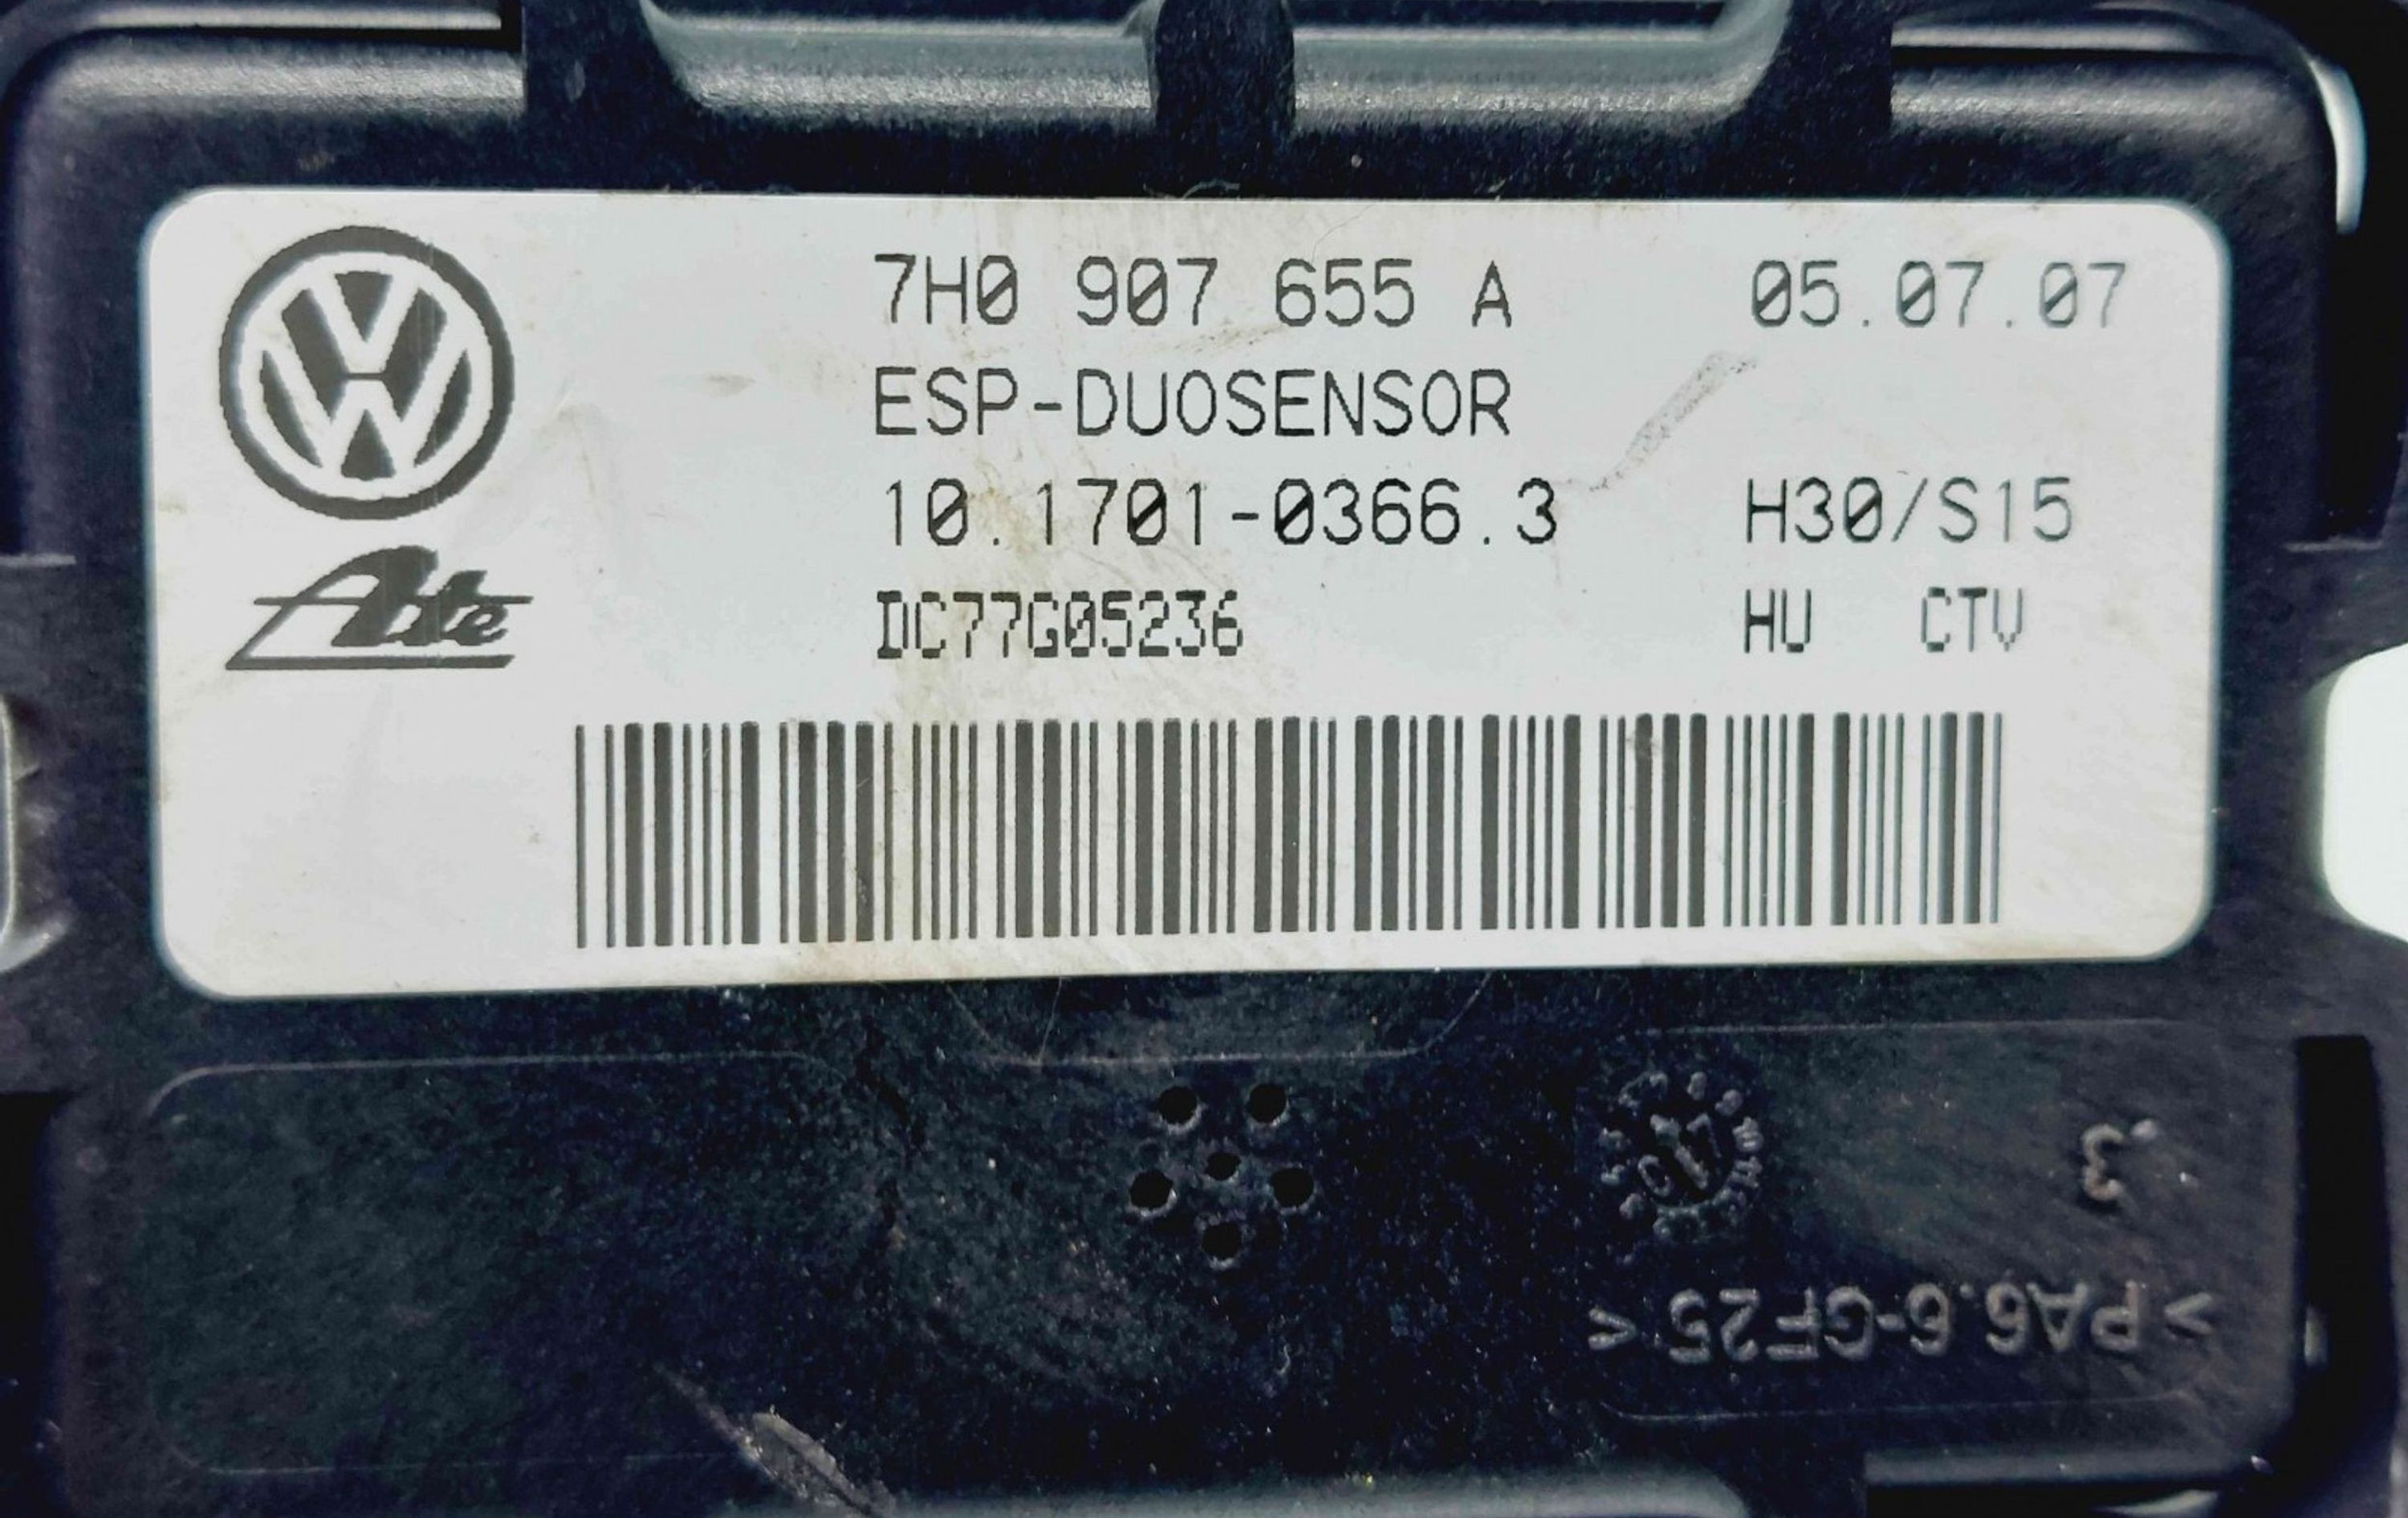 7H0 907 655 A 05.07.07
ESP-DUOSENSOR
10.1701-0366.3 H30/S15
Ate DC77G05236 HU CTV
3
>PA6.6-GF25<